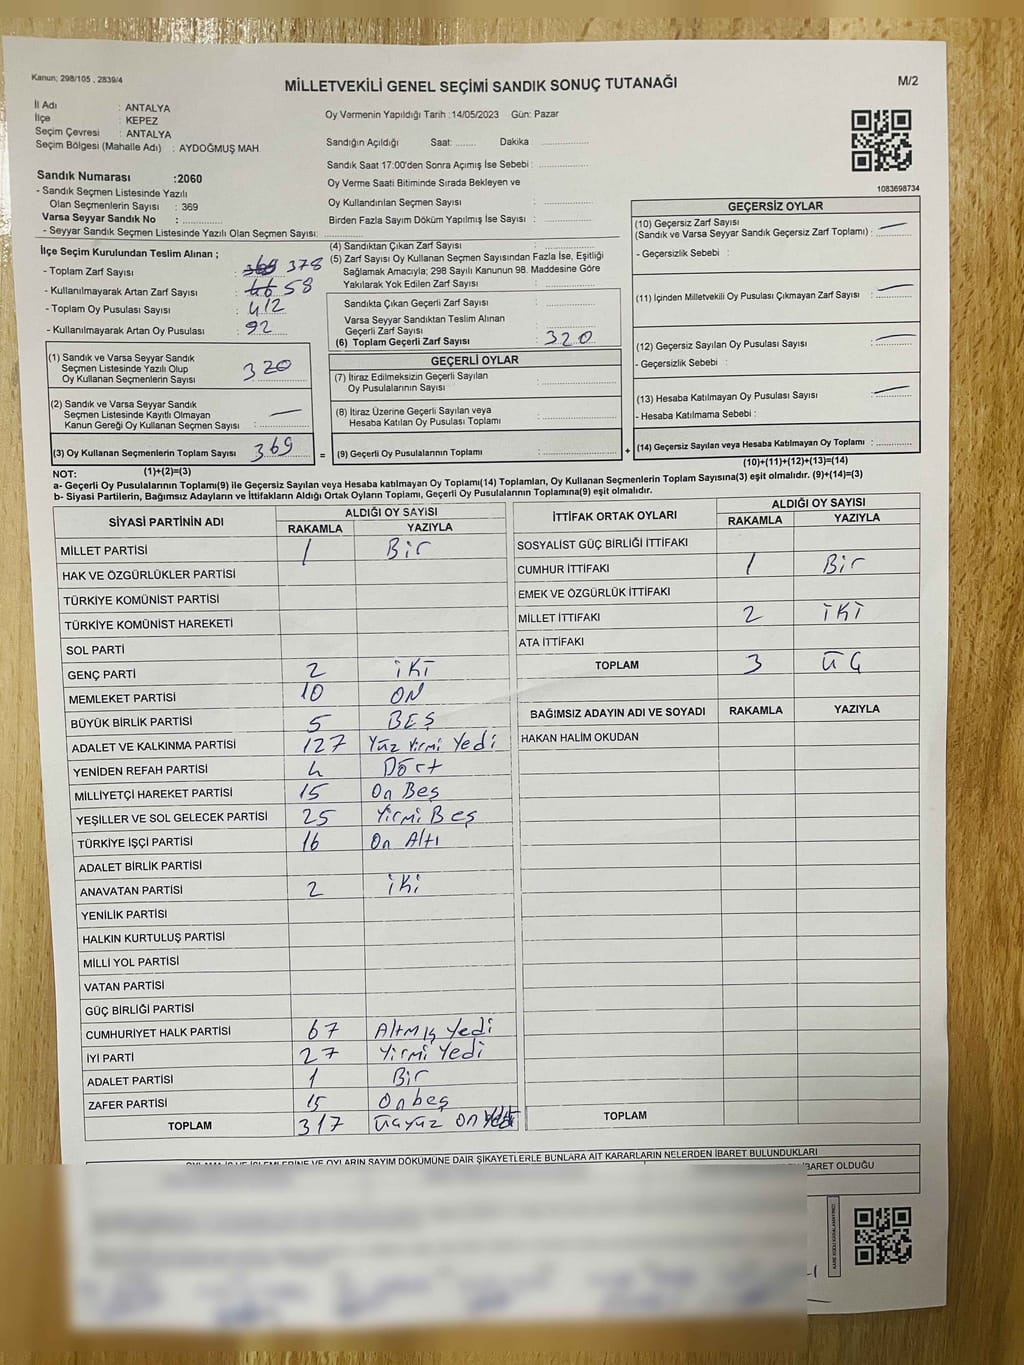 Kanun; 298/105 , 2839/4
MİLLETVEKİLİ GENEL SEÇİMİ SANDIK SONUÇ TUTANAĞI
M/2
İl Adı : ANTALYA
İlçe : KEPEZ
Seçim Çevresi : ANTALYA
Seçim Bölgesi (Mahalle Adı) : AYDOĞMUŞ MAH.
Sandık Numarası :2060
- Sandık Seçmen Listesinde Yazılı
Olan Seçmenlerin Sayısı : 369
Varsa Seyyar Sandık No :
- Seyyar Sandık Seçmen Listesinde Yazılı Olan Seçmen Sayısı:
Oy Vermenin Yapıldığı Tarih :14/05/2023 Gün: Pazar
Sandığın Açıldığı Saat: Dakika
Sandık Saat 17:00'den Sonra Açımış İse Sebebi :
Oy Verme Saati Bitiminde Sırada Bekleyen ve
Oy Kullandırılan Seçmen Sayısı :
Birden Fazla Sayım Döküm Yapılmış İse Sayısı :
1083698734
İlçe Seçim Kurulundan Teslim Alınan ;
- Toplam Zarf Sayısı : 369 378
- Kullanılmayarak Artan Zarf Sayısı : 58
- Toplam Oy Pusulası Sayısı : 412
- Kullanılmayarak Artan Oy Pusulası : 92
(1) Sandık ve Varsa Seyyar Sandık
Seçmen Listesinde Yazılı Olup
Oy Kullanan Seçmenlerin Sayısı : 320
(2) Sandık ve Varsa Seyyar Sandık
Seçmen Listesinde Kayıtlı Olmayan
Kanun Gereği Oy Kullanan Seçmen Sayısı : —
(3) Oy Kullanan Seçmenlerin Toplam Sayısı 369
(1)+(2)=(3)
(4) Sandıktan Çıkan Zarf Sayısı :
(5) Zarf Sayısı Oy Kullanan Seçmen Sayısından Fazla İse, Eşitliği
Sağlamak Amacıyla; 298 Sayılı Kanunun 98. Maddesine Göre
Yakılarak Yok Edilen Zarf Sayısı :
Sandıkta Çıkan Geçerli Zarf Sayısı :
Varsa Seyyar Sandıktan Teslim Alınan
Geçerli Zarf Sayısı :
(6) Toplam Geçerli Zarf Sayısı : 320
GEÇERLİ OYLAR
(7) İtiraz Edilmeksizin Geçerli Sayılan
Oy Pusulalarının Sayısı :
(8) İtiraz Üzerine Geçerli Sayılan veya
Hesaba Katılan Oy Pusulası Toplamı :
= (9) Geçerli Oy Pusulalarının Toplamı :
GEÇERSİZ OYLAR
(10) Geçersiz Zarf Sayısı
(Sandık ve Varsa Seyyar Sandık Geçersiz Zarf Toplamı) : —
- Geçersizlik Sebebi :
(11) İçinden Milletvekili Oy Pusulası Çıkmayan Zarf Sayısı : —
(12) Geçersiz Sayılan Oy Pusulası Sayısı : —
- Geçersizlik Sebebi :
(13) Hesaba Katılmayan Oy Pusulası Sayısı : —
- Hesaba Katılmama Sebebi :
+ (14) Geçersiz Sayılan veya Hesaba Katılmayan Oy Toplamı :
(10)+(11)+(12)+(13)=(14)
NOT:
a- Geçerli Oy Pusulalarının Toplamı(9) ile Geçersiz Sayılan veya Hesaba katılmayan Oy Toplamı(14) Toplamları, Oy Kullanan Seçmenlerin Toplam Sayısına(3) eşit olmalıdır. (9)+(14)=(3)
b- Siyasi Partilerin, Bağımsız Adayların ve İttifakların Aldığı Ortak Oyların Toplamı, Geçerli Oy Pusulalarının Toplamına(9) eşit olmalıdır.
SİYASİ PARTİNİN ADI ALDIĞI OY SAYISI
RAKAMLA YAZIYLA
MİLLET PARTİSİ 1 Bir
HAK VE ÖZGÜRLÜKLER PARTİSİ
TÜRKİYE KOMÜNİST PARTİSİ
TÜRKİYE KOMÜNİST HAREKETİ
SOL PARTİ
GENÇ PARTİ 2 iki
MEMLEKET PARTİSİ 10 ON
BÜYÜK BİRLİK PARTİSİ 5 BEŞ
ADALET VE KALKINMA PARTİSİ 127 Yüz Yirmi Yedi
YENİDEN REFAH PARTİSİ 4 Dört
MİLLİYETÇİ HAREKET PARTİSİ 15 On Beş
YEŞİLLER VE SOL GELECEK PARTİSİ 25 Yirmi Beş
TÜRKİYE İŞÇİ PARTİSİ 16 On Altı
ADALET BİRLİK PARTİSİ
ANAVATAN PARTİSİ 2 iki
YENİLİK PARTİSİ
HALKIN KURTULUŞ PARTİSİ
MİLLİ YOL PARTİSİ
VATAN PARTİSİ
GÜÇ BİRLİĞİ PARTİSİ
CUMHURİYET HALK PARTİSİ 67 Altmış Yedi
İYİ PARTİ 27 Yirmi Yedi
ADALET PARTİSİ 1 Bir
ZAFER PARTİSİ 15 Onbeş
TOPLAM 317 üçyüz on Yedi
İTTİFAK ORTAK OYLARI ALDIĞI OY SAYISI
RAKAMLA YAZIYLA
SOSYALİST GÜÇ BİRLİĞİ İTTİFAKI
CUMHUR İTTİFAKI 1 Bir
EMEK VE ÖZGÜRLÜK İTTİFAKI
MİLLET İTTİFAKI 2 iki
ATA İTTİFAKI
TOPLAM 3 ÜÇ
BAĞIMSIZ ADAYIN ADI VE SOYADI RAKAMLA YAZIYLA
HAKAN HALİM OKUDAN
TOPLAM
OYLAMA İŞ VE İŞLEMLERİNE VE OYLARIN SAYIM DÖKÜMÜNE DAİR ŞİKAYETLERLE BUNLARA AİT KARARLARIN NELERDEN İBARET BULUNDUKLARI
İBARET OLDUĞU